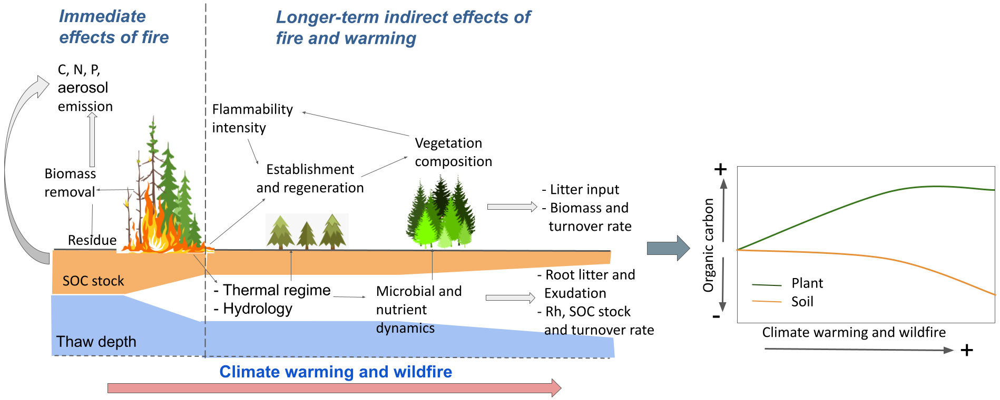 Immediate
effects of fire
Longer-term indirect effects of
fire and warming
C, N, P,
aerosol
emission
Biomass
removal
Residue
SOC stock
Thaw depth
Flammability
intensity
Establishment
and regeneration
Vegetation
composition
- Litter input
- Biomass and
turnover rate
- Thermal regime
- Hydrology
Microbial and
nutrient
dynamics
- Root litter and
Exudation
- Rh, SOC stock
and turnover rate
Climate warming and wildfire
+
Organic carbon
-
Plant
Soil
Climate warming and wildfire
+